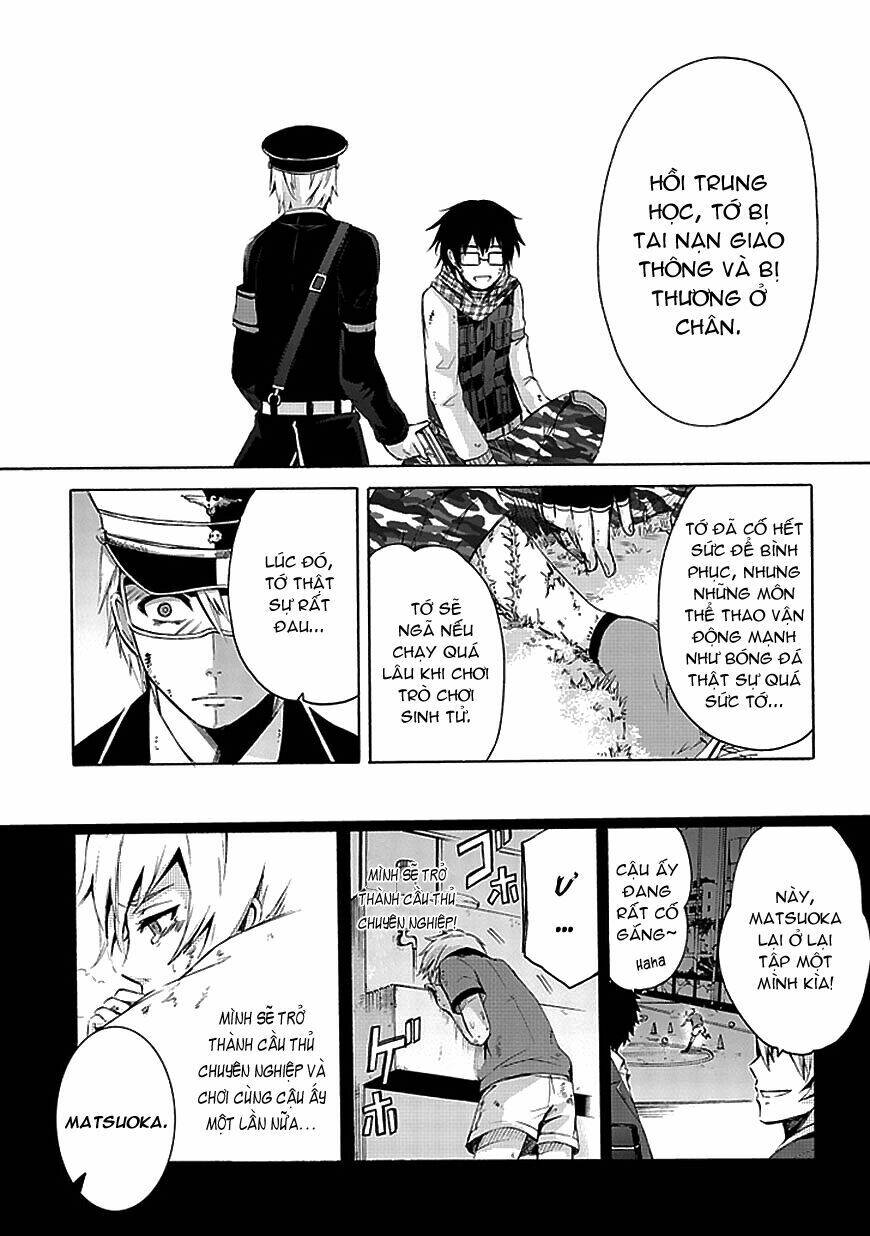 HỒI TRUNG
HỌC, TỚ BỊ
TAI NẠN GIAO
THÔNG VÀ BỊ
THƯƠNG Ở
CHÂN.
TỚ ĐÃ CỐ HẾT
SỨC ĐỂ BÌNH
PHỤC, NHƯNG
NHỮNG MÔN
THỂ THAO VẬN
ĐỘNG MẠNH
NHƯ BÓNG ĐÁ
THẬT SỰ QUÁ
SỨC TỚ...
TỚ SẼ
NGÃ NẾU
CHẠY QUÁ
LÂU KHI CHƠI
TRÒ CHƠI
SINH TỬ.
LÚC ĐÓ,
TỚ THẬT
SỰ RẤT
ĐAU...
NÀY,
MATSUOKA
LẠI Ở LẠI
TẬP MỘT
MÌNH KÌA!
CẬU ẤY
ĐANG
RẤT CỐ
GẮNG~
Haha
Ư
...
ゴホ
ゲホ
MÌNH SẼ TRỞ
THÀNH CẦU THỦ
CHUYÊN NGHIỆP!
MÌNH SẼ TRỞ
THÀNH CẦU THỦ
CHUYÊN NGHIỆP VÀ
CHƠI CÙNG CẬU ẤY
MỘT LẦN NỮA...
MATSUOKA.